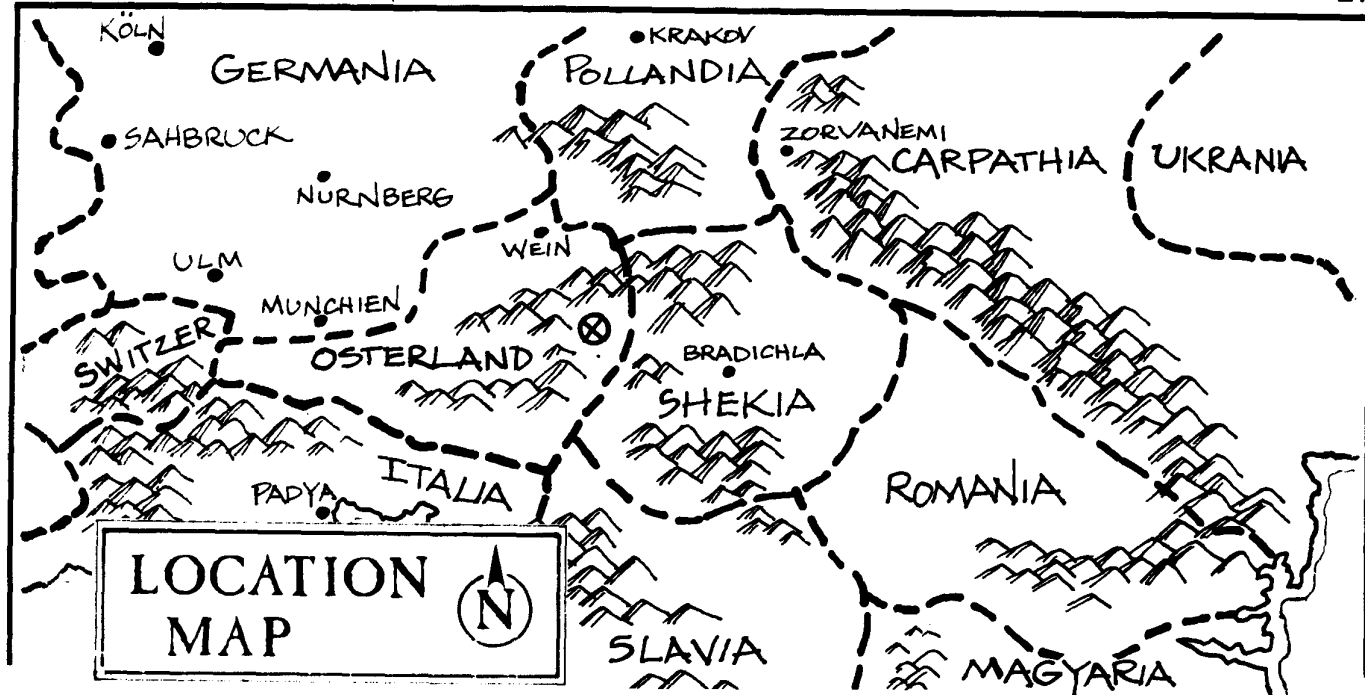 KÖLN
KRAKOV
GERMANIA
POLLANDIA
SAHBRUCK
ZORVANEMI
CARPATHIA
UKRANIA
NÜRNBERG
WEIN
ULM
MUNCHIEN
SWITZER
OSTERLAND
BRADICHLA
SHEKIA
ITALIA
PADYA
ROMANIA
LOCATION
MAP
N
SLAVIA
MAGYARIA